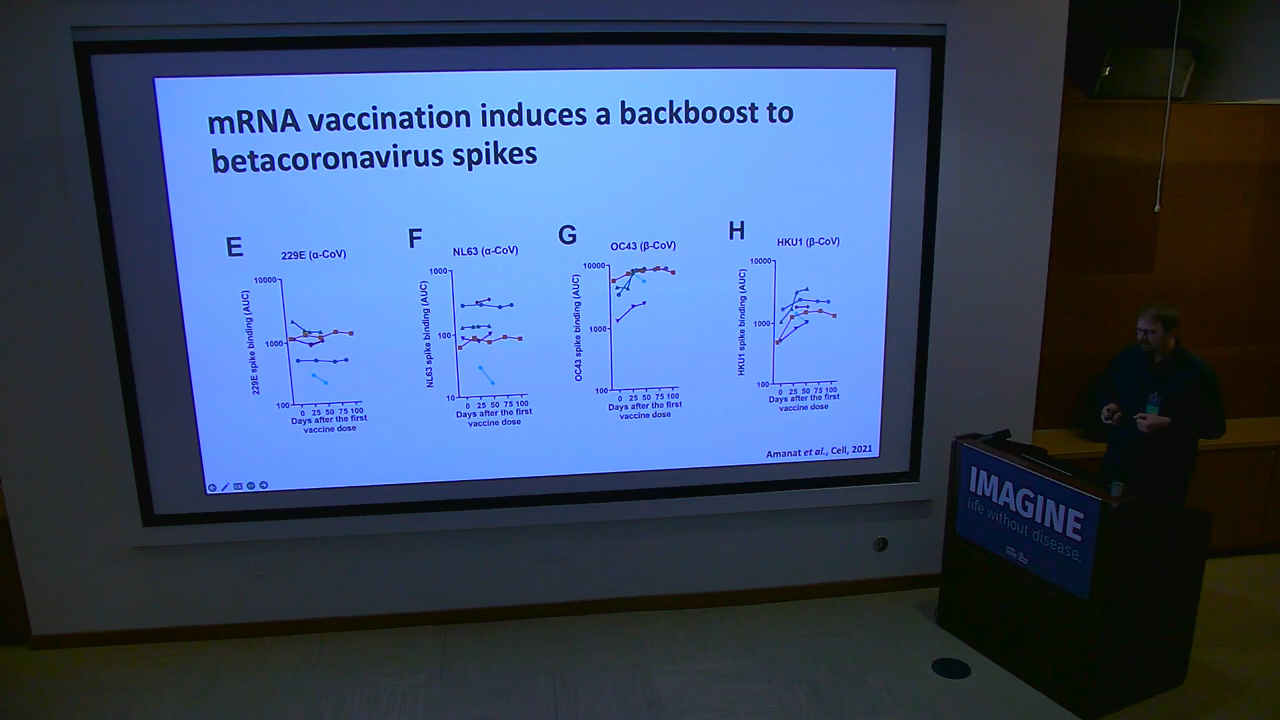 mRNA vaccination induces a backboost to
betacoronavirus spikes
E
229E (α-CoV)
229E spike binding (AUC)
10000
1000
100
0 25 50 75 100
Days after the first
vaccine dose
F
NL63 (α-CoV)
NL63 spike binding (AUC)
1000
100
10
0 25 50 75 100
Days after the first
vaccine dose
G
OC43 (β-CoV)
OC43 spike binding (AUC)
10000
1000
100
0 25 50 75 100
Days after the first
vaccine dose
H
HKU1 (β-CoV)
HKU1 spike binding (AUC)
10000
1000
100
0 25 50 75 100
Days after the first
vaccine dose
Amanat et al., Cell, 2021
IMAGINE
life without disease.